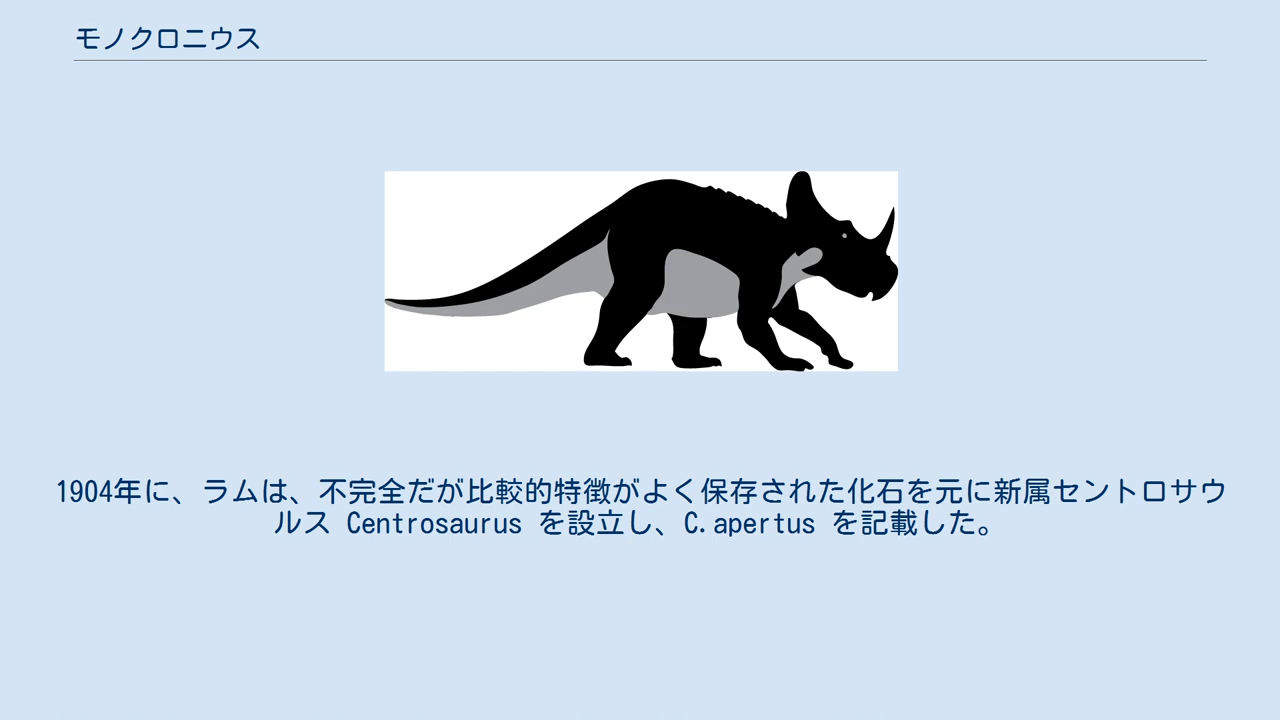 モノクロニウス
1904年に、ラムは、不完全だが比較的特徴がよく保存された化石を元に新属セントロサウ
ルス Centrosaurus を設立し、C.apertus を記載した。